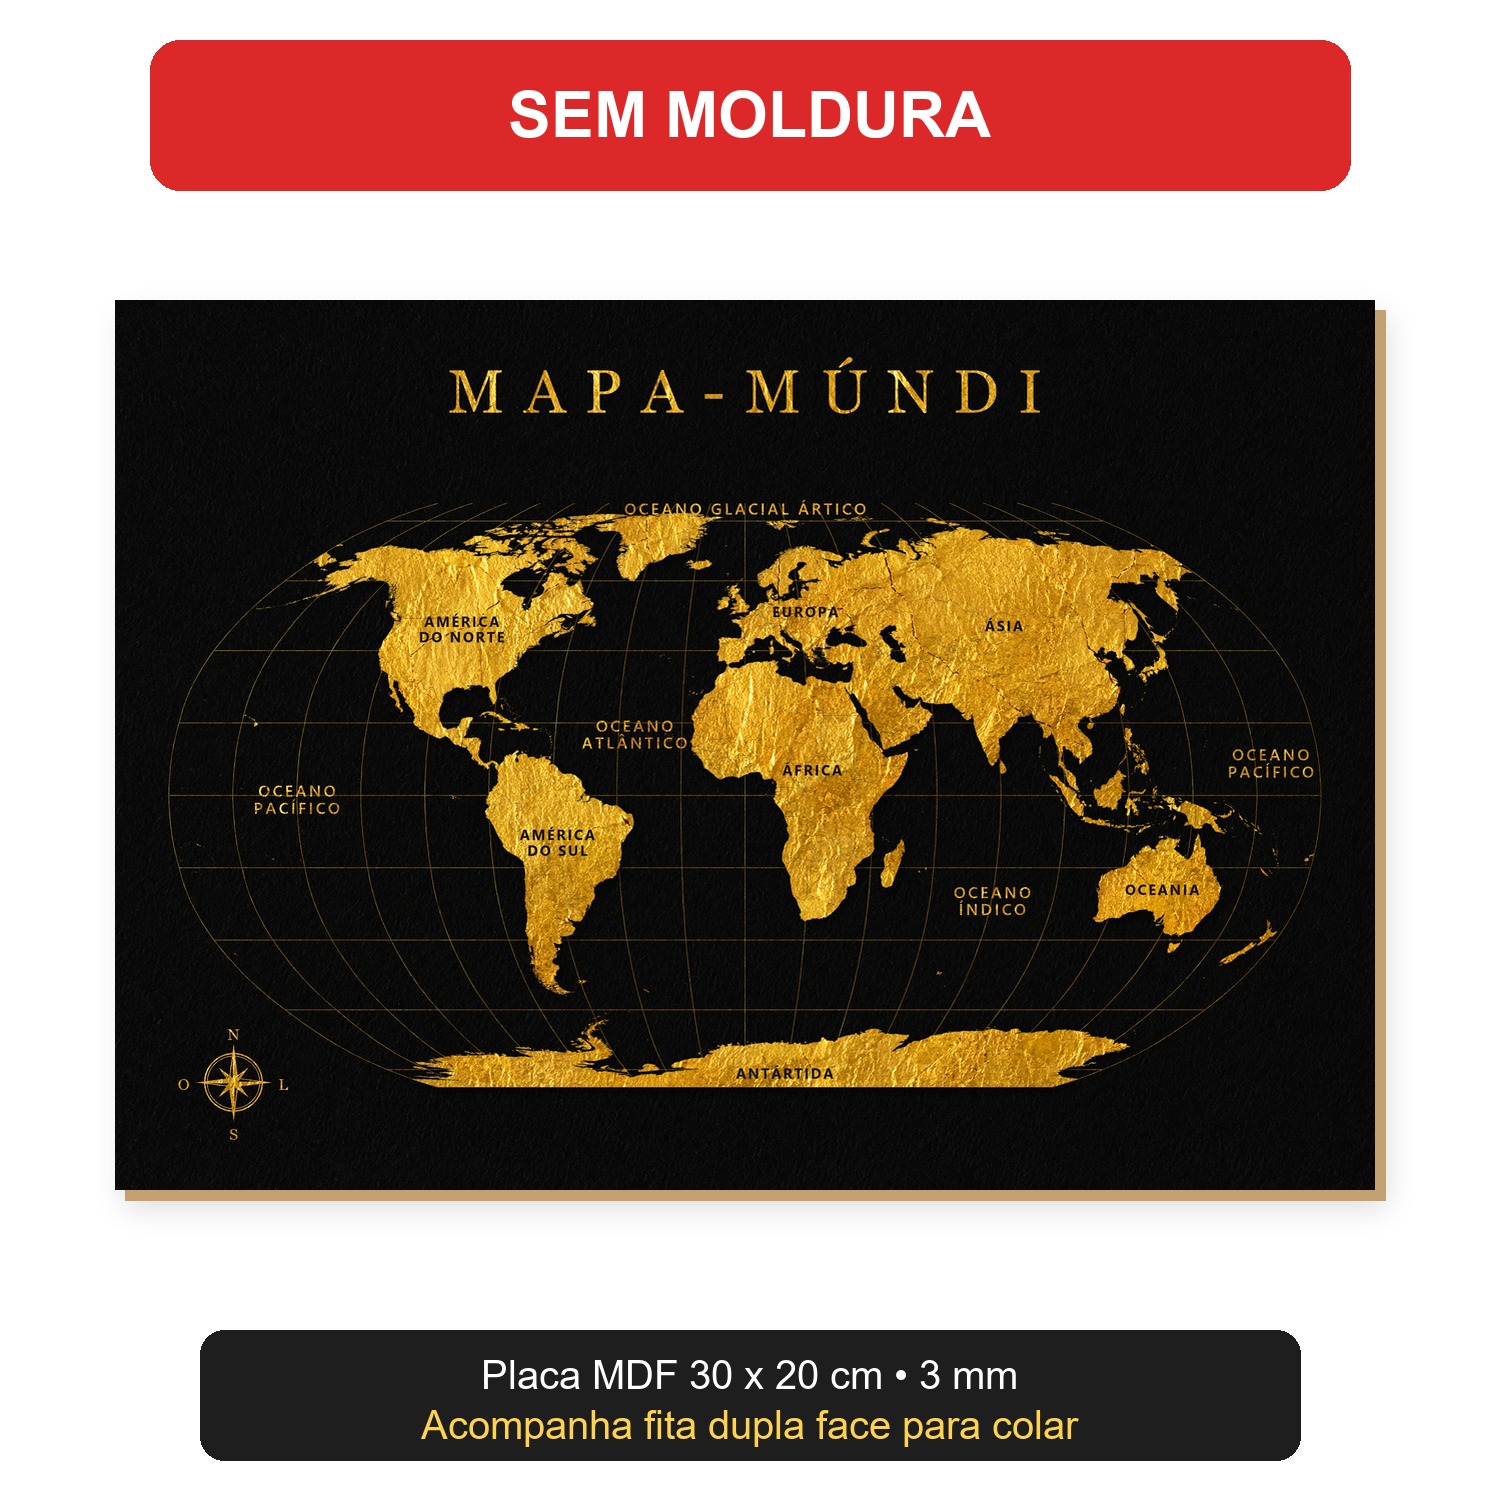 SEM MOLDURA
MAPA-MÚNDI
OCEANO GLACIAL ÁRTICO
AMÉRICA
DO NORTE
EUROPA
ÁSIA
OCEANO
ATLÂNTICO
ÁFRICA
OCEANO
PACÍFICO
OCEANO
PACÍFICO
AMÉRICA
DO SUL
OCEANO
ÍNDICO
OCEANIA
ANTÁRTIDA
N
O L
S
Placa MDF 30 x 20 cm • 3 mm
Acompanha fita dupla face para colar